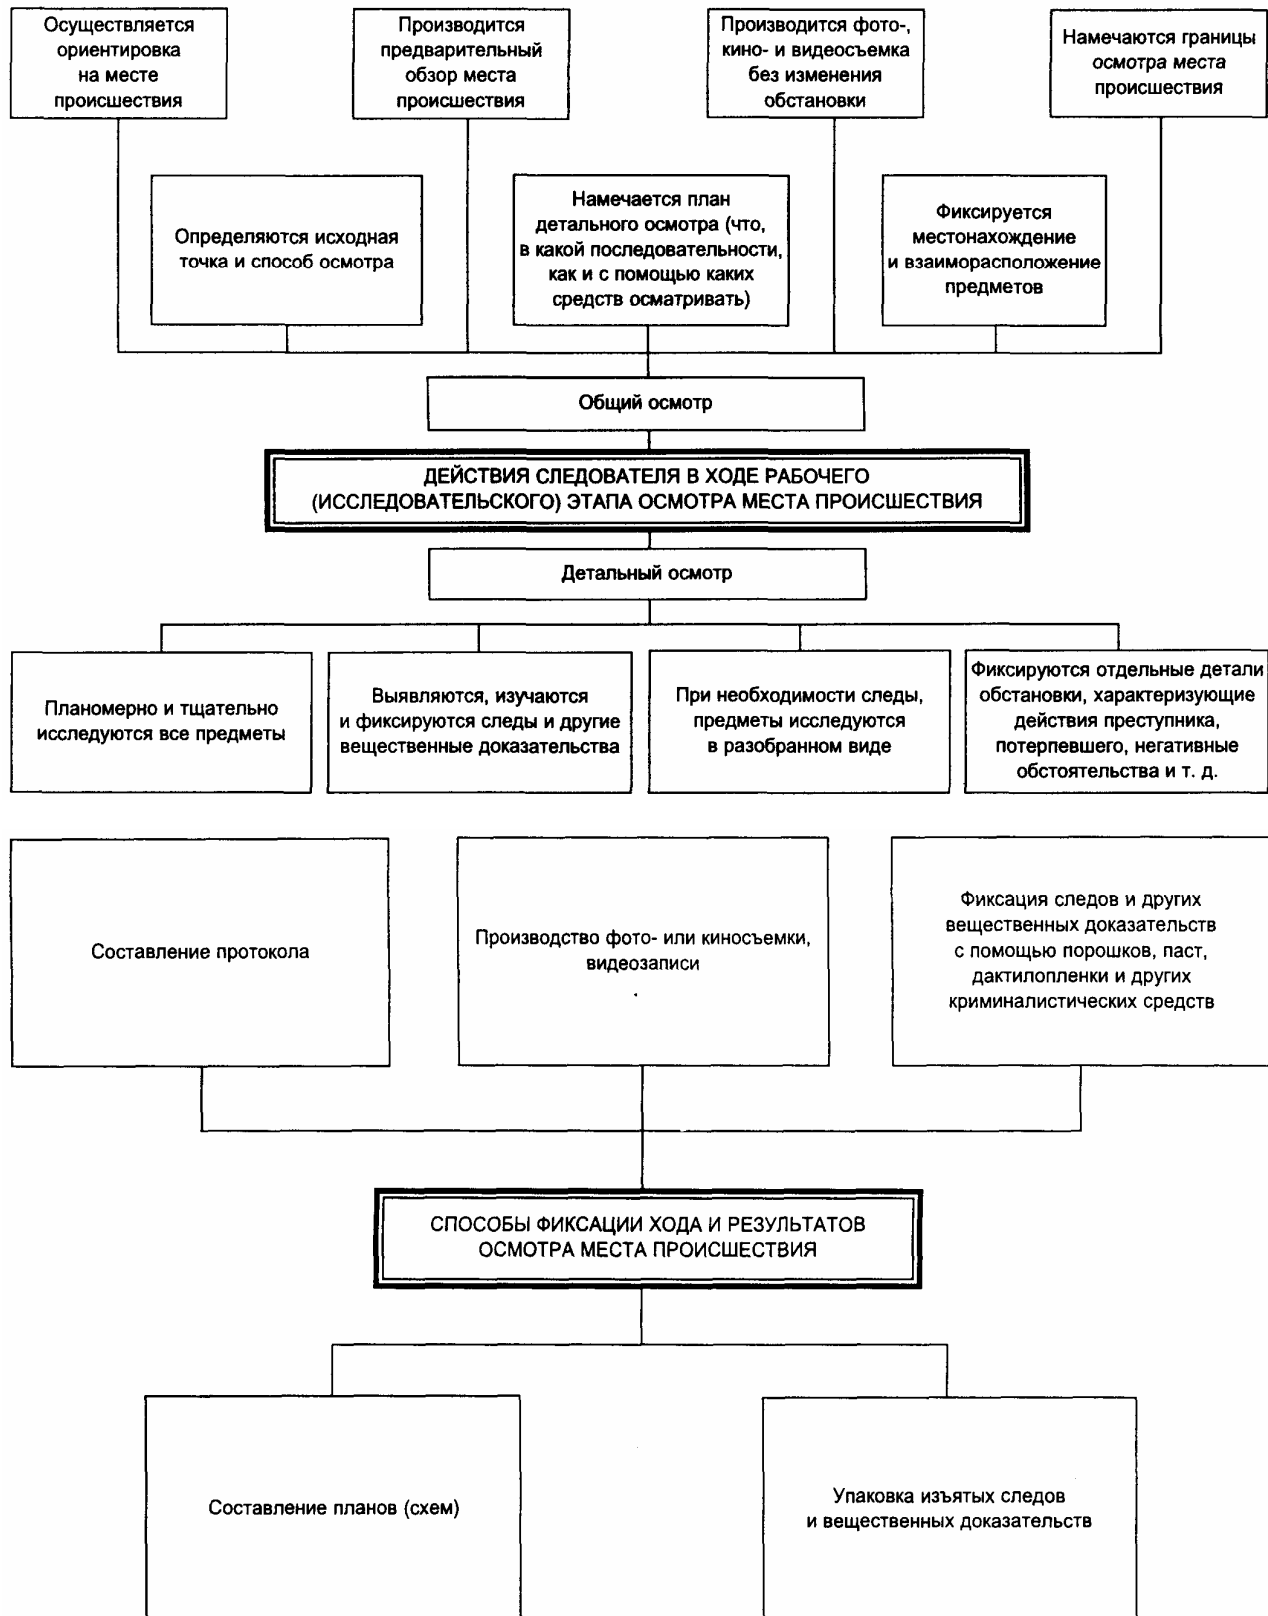 Осуществляется
ориентировка
на месте
происшествия
Производится
предварительный
обзор места
происшествия
Производится фото-,
кино- и видеосъемка
без изменения
обстановки
Намечаются границы
осмотра места
происшествия
Определяются исходная
точка и способ осмотра
Намечается план
детального осмотра (что,
в какой последовательности,
как и с помощью каких
средств осматривать)
Фиксируется
местонахождение
и взаиморасположение
предметов
Общий осмотр
ДЕЙСТВИЯ СЛЕДОВАТЕЛЯ В ХОДЕ РАБОЧЕГО
(ИССЛЕДОВАТЕЛЬСКОГО) ЭТАПА ОСМОТРА МЕСТА ПРОИСШЕСТВИЯ
Детальный осмотр
Планомерно и тщательно
исследуются все предметы
Выявляются, изучаются
и фиксируются следы и другие
вещественные доказательства
При необходимости следы,
предметы исследуются
в разобранном виде
Фиксируются отдельные детали
обстановки, характеризующие
действия преступника,
потерпевшего, негативные
обстоятельства и т. д.
Составление протокола
Производство фото- или киносъемки,
видеозаписи
Фиксация следов и других
вещественных доказательств
с помощью порошков, паст,
дактилопленки и других
криминалистических средств
СПОСОБЫ ФИКСАЦИИ ХОДА И РЕЗУЛЬТАТОВ
ОСМОТРА МЕСТА ПРОИСШЕСТВИЯ
Составление планов (схем)
Упаковка изъятых следов
и вещественных доказательств